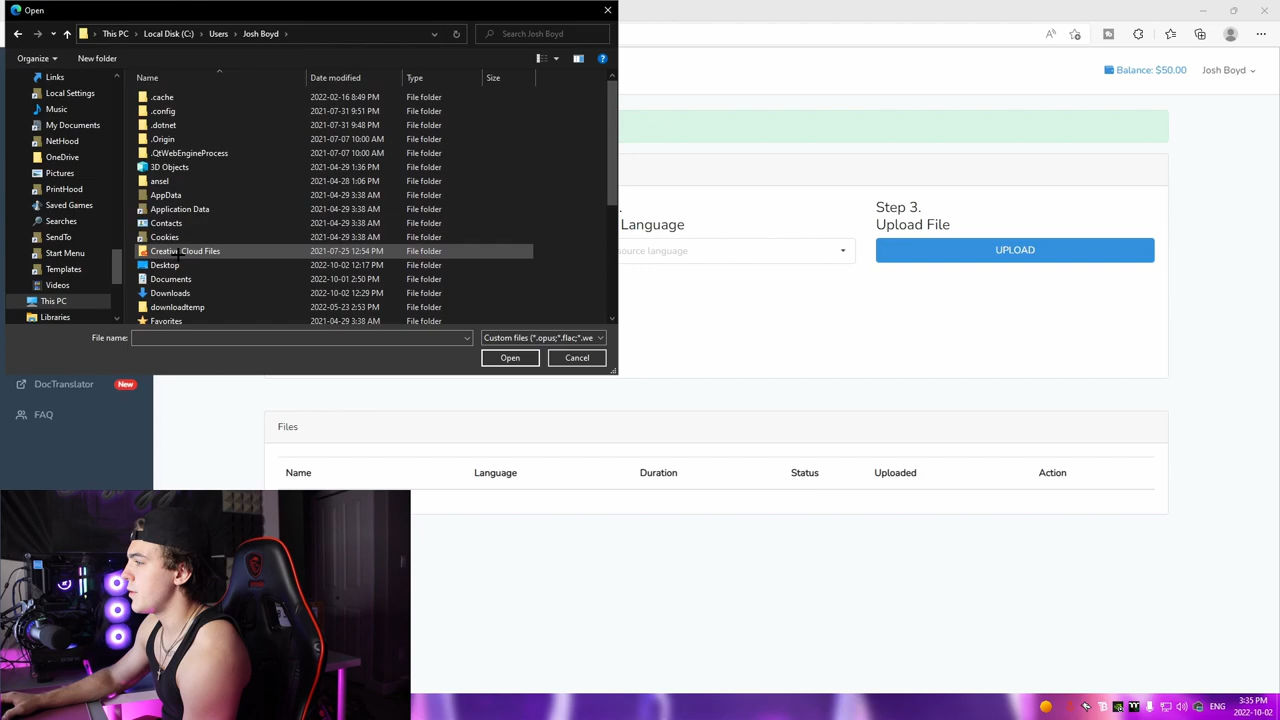 Open
This PC
Local Disk (C:)
Users
Josh Boyd
Search Josh Boyd
Organize
New folder
Name
Date modified
Type
Size
Links
Local Settings
Music
My Documents
NetHood
OneDrive
Pictures
PrintHood
Saved Games
Searches
SendTo
Start Menu
Templates
Videos
This PC
Libraries
.cache 2022-02-16 8:49 PM File folder
.config 2021-07-31 9:51 PM File folder
.dotnet 2021-07-31 9:48 PM File folder
.Origin 2021-07-07 10:00 AM File folder
.QtWebEngineProcess 2021-07-07 10:00 AM File folder
3D Objects 2021-04-29 1:36 PM File folder
ansel 2021-04-28 1:06 PM File folder
AppData 2021-04-29 3:38 AM File folder
Application Data 2021-04-29 3:38 AM File folder
Contacts 2021-04-29 3:38 AM File folder
Cookies 2021-04-29 3:38 AM File folder
Creative Cloud Files 2021-07-25 12:54 PM File folder
Desktop 2022-10-02 12:17 PM File folder
Documents 2022-10-01 2:50 PM File folder
Downloads 2022-10-02 12:29 PM File folder
downloadtemp 2022-05-23 2:53 PM File folder
Favorites 2021-04-29 3:38 AM File folder
File name:
Custom files (*.opus;*.flac;*.we
Open
Cancel
Balance: $50.00
Josh Boyd
.
Language
source language
Step 3.
Upload File
UPLOAD
DocTranslator New
FAQ
Files
Name Language Duration Status Uploaded Action
ENG
3:35 PM
2022-10-02